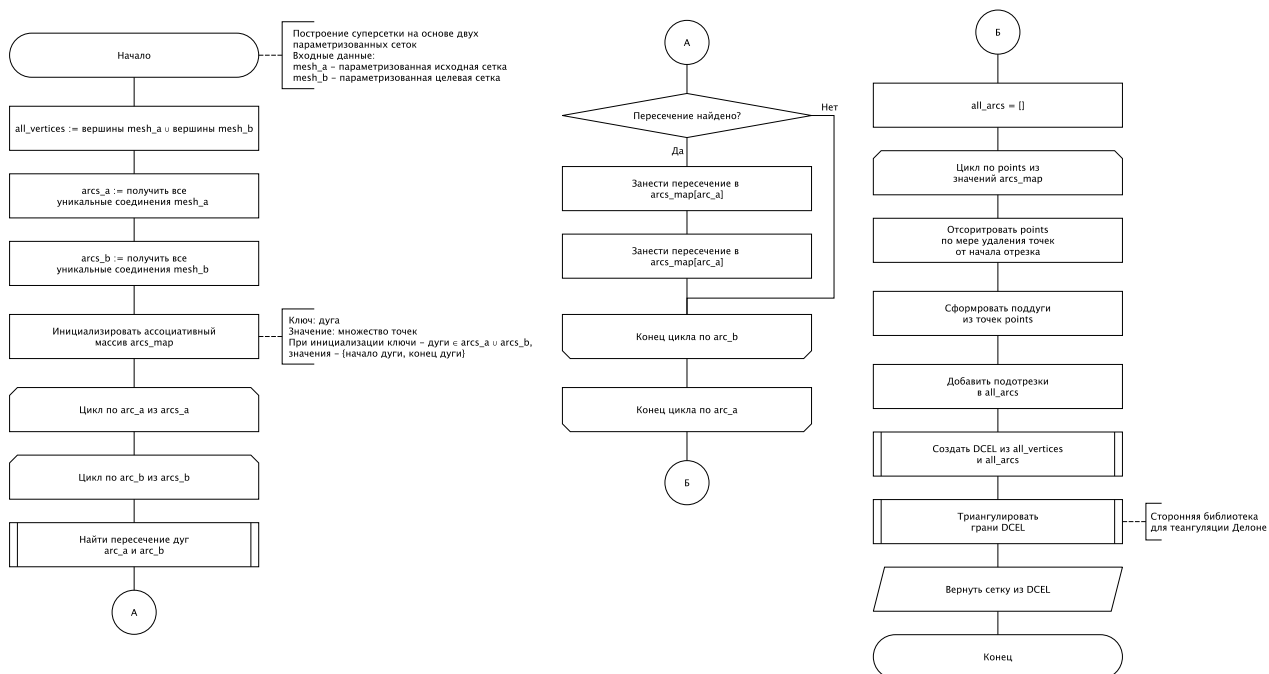 Начало
Построение суперсетки на основе двух
параметризованных сеток
Входные данные:
mesh_a – параметризованная исходная сетка
mesh_b – параметризованная целевая сетка
all_vertices := вершины mesh_a ∪ вершины mesh_b
arcs_a := получить все
уникальные соединения mesh_a
arcs_b := получить все
уникальные соединения mesh_b
Инициализировать ассоциативный
массив arcs_map
Ключ: дуга
Значение: множество точек
При инициализации ключи – дуги ∈ arcs_a ∪ arcs_b,
значения – {начало дуги, конец дуги}
Цикл по arc_a из arcs_a
Цикл по arc_b из arcs_b
Найти пересечение дуг
arc_a и arc_b
А
А
Пересечение найдено?
Нет
Да
Занести пересечение в
arcs_map[arc_a]
Занести пересечение в
arcs_map[arc_a]
Конец цикла по arc_b
Конец цикла по arc_a
Б
Б
all_arcs = []
Цикл по points из
значений arcs_map
Отсоритровать points
по мере удаления точек
от начала отрезка
Сформировать поддуги
из точек points
Добавить подотрезки
в all_arcs
Создать DCEL из all_vertices
и all_arcs
Триангулировать
грани DCEL
Сторонняя библиотека
для теангуляции Делоне
Вернуть сетку из DCEL
Конец